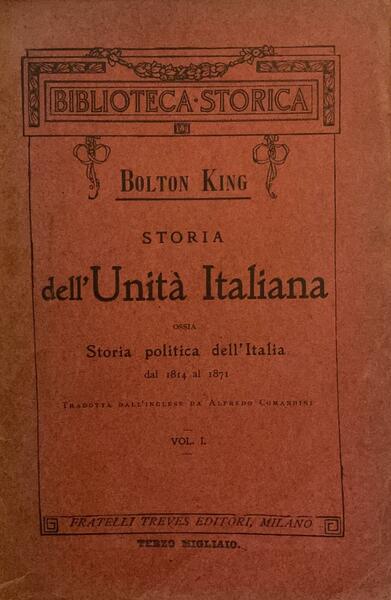 BIBLIOTECA·STORICA
BOLTON KING
STORIA
dell'Unità Italiana
OSSIA
Storia politica dell'Italia
dal 1814 al 1871
TRADOTTA DALL'INGLESE DA ALFREDO COMANDINI
VOL. I.
FRATELLI TREVES EDITORI, MILANO
TERZO MIGLIAIO.